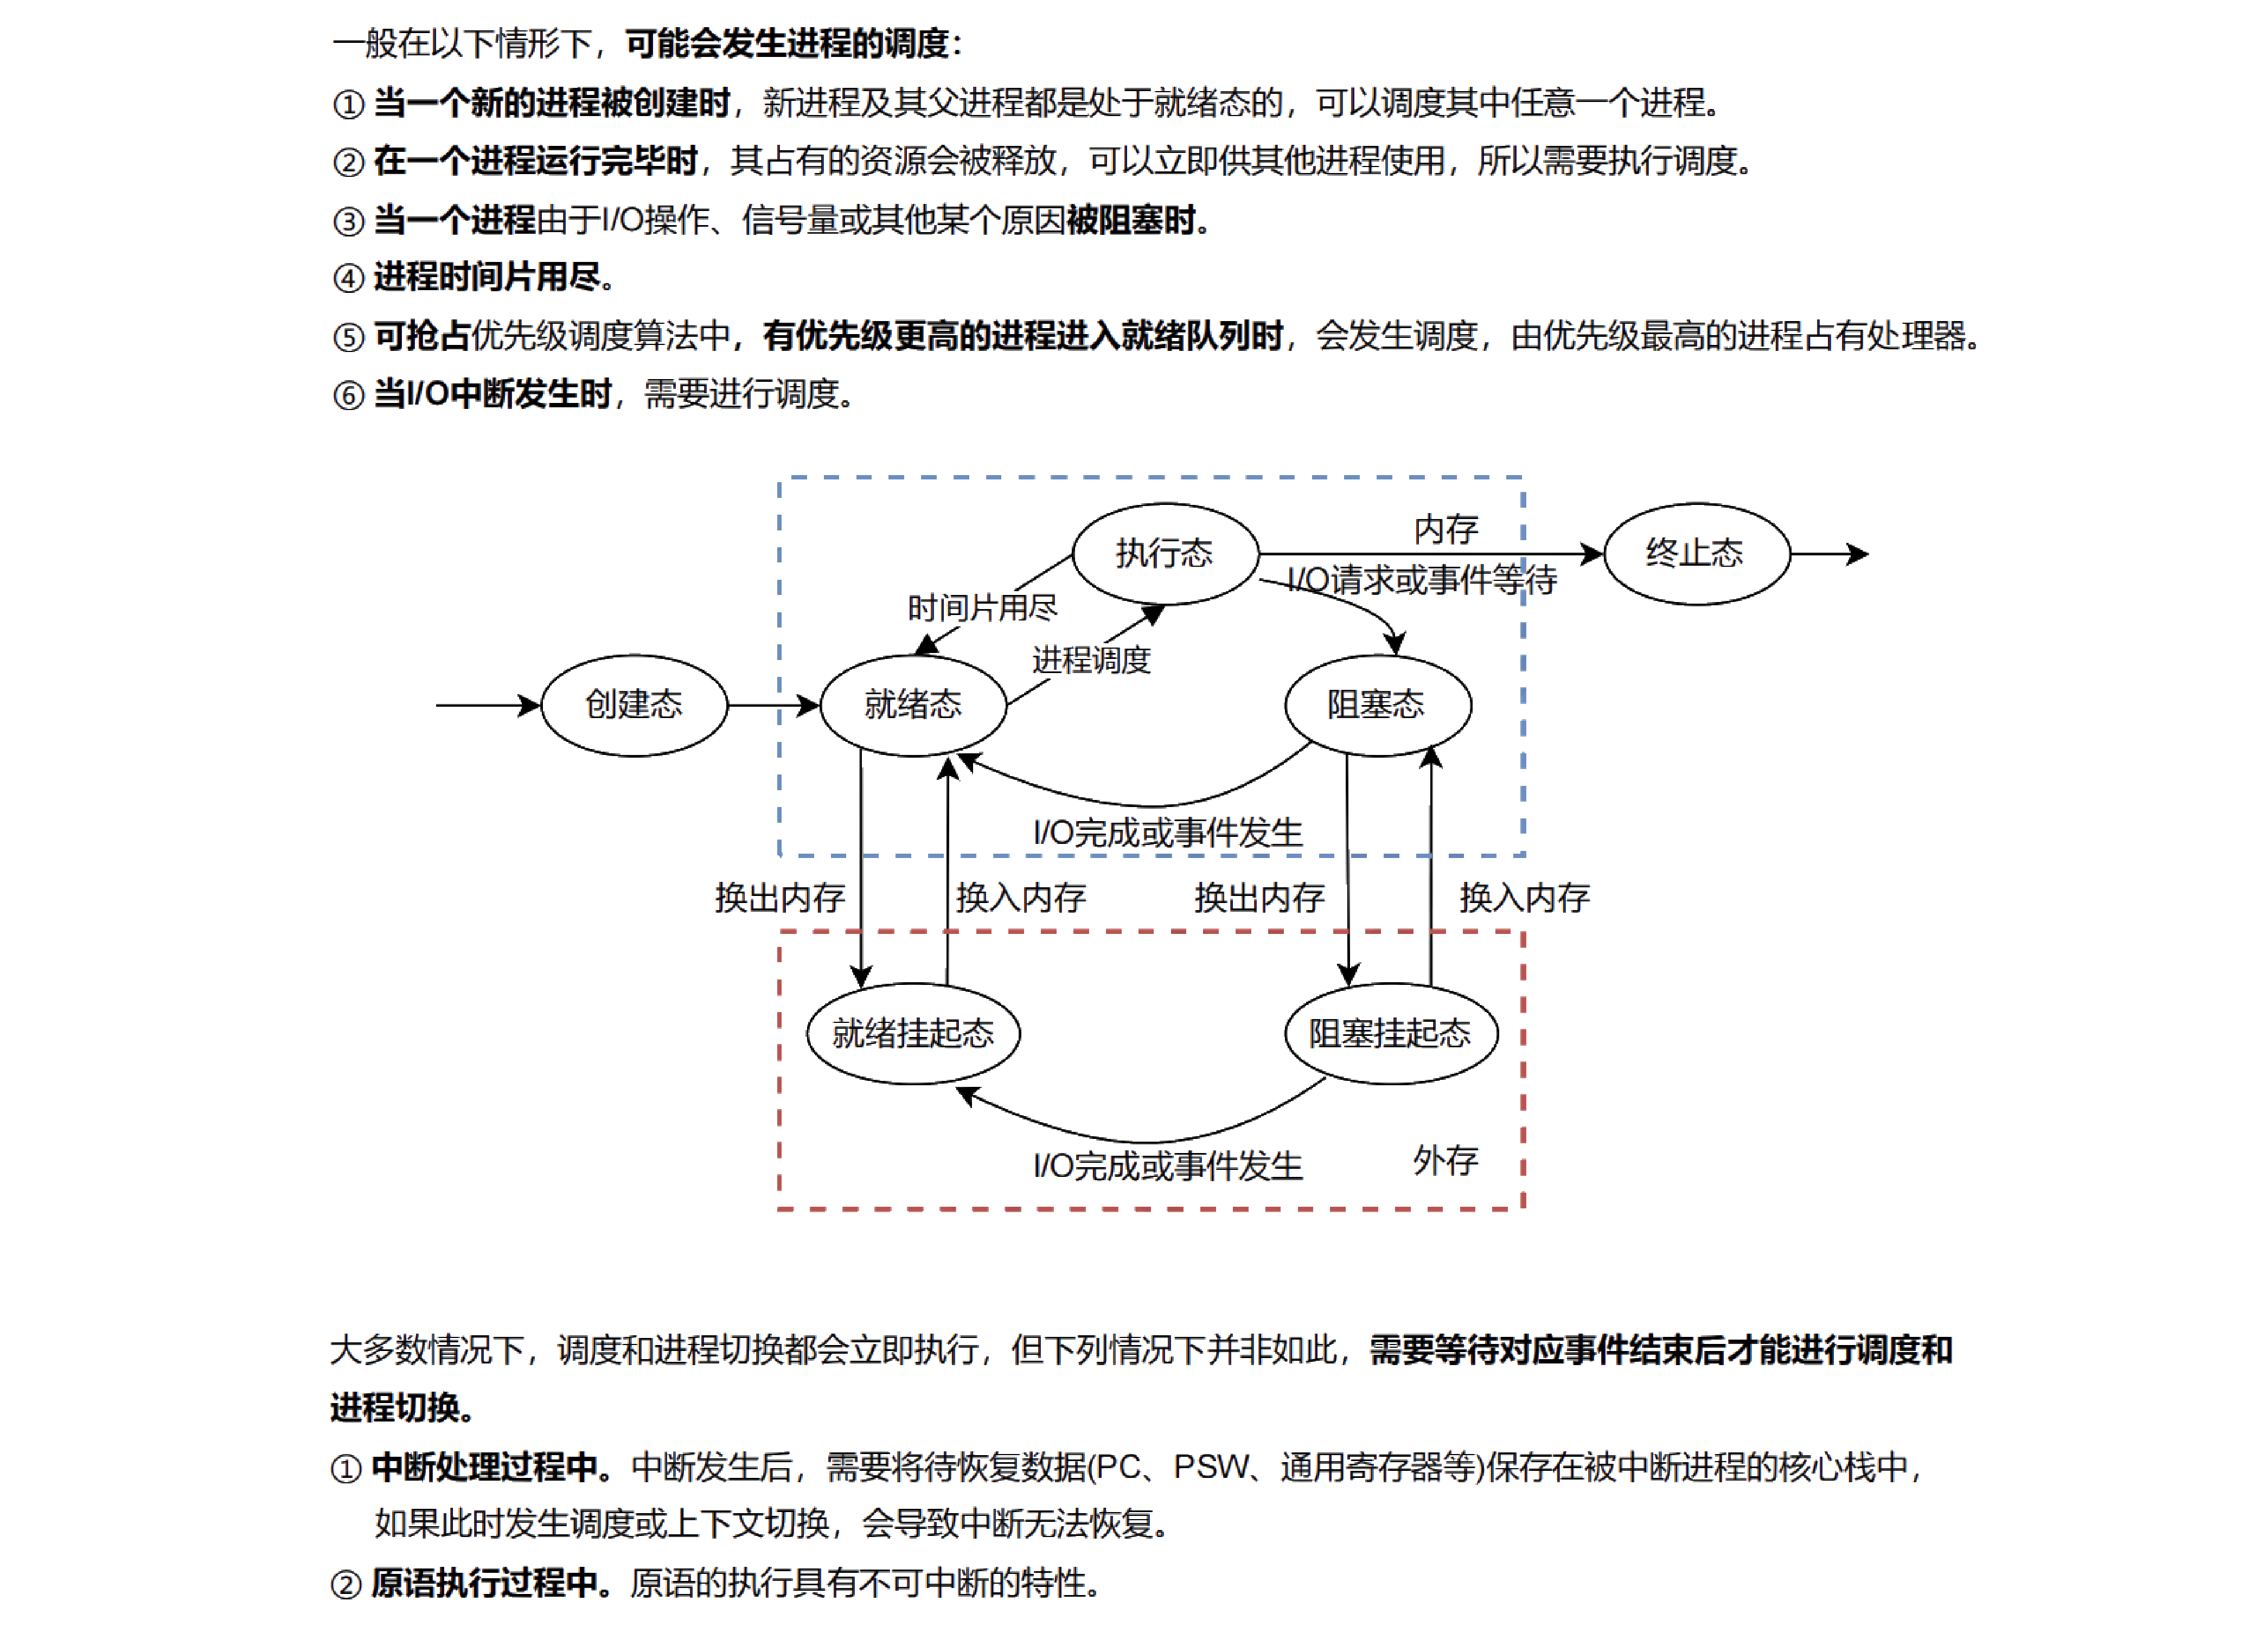 一般在以下情形下，可能会发生进程的调度：
① 当一个新的进程被创建时，新进程及其父进程都是处于就绪态的，可以调度其中任意一个进程。
② 在一个进程运行完毕时，其占有的资源会被释放，可以立即供其他进程使用，所以需要执行调度。
③ 当一个进程由于I/O操作、信号量或其他某个原因被阻塞时。
④ 进程时间片用尽。
⑤ 可抢占优先级调度算法中，有优先级更高的进程进入就绪队列时，会发生调度，由优先级最高的进程占有处理器。
⑥ 当I/O中断发生时，需要进行调度。
内存
执行态
终止态
I/O请求或事件等待
时间片用尽
进程调度
创建态
就绪态
阻塞态
I/O完成或事件发生
换出内存
换入内存
换出内存
换入内存
就绪挂起态
阻塞挂起态
I/O完成或事件发生
外存
大多数情况下，调度和进程切换都会立即执行，但下列情况下并非如此，需要等待对应事件结束后才能进行调度和
进程切换。
① 中断处理过程中。中断发生后，需要将待恢复数据(PC、PSW、通用寄存器等)保存在被中断进程的核心栈中，
如果此时发生调度或上下文切换，会导致中断无法恢复。
② 原语执行过程中。原语的执行具有不可中断的特性。